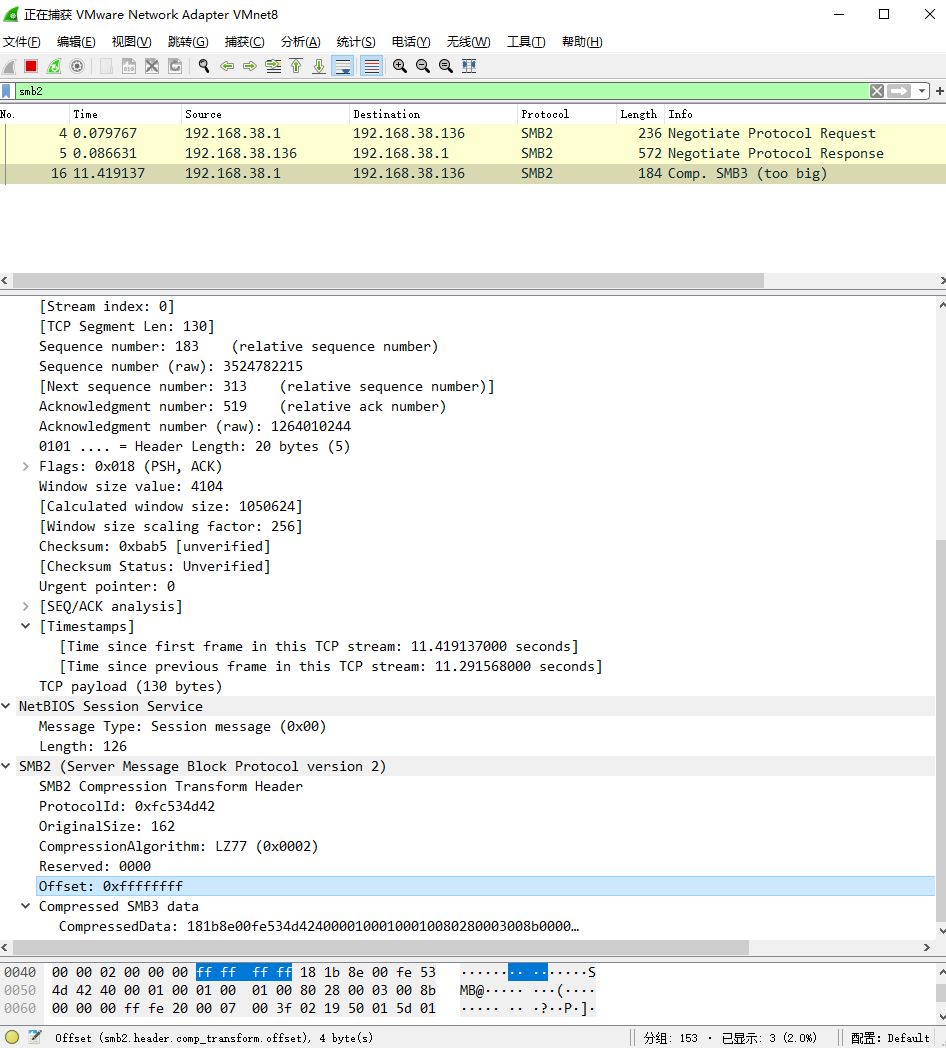 正在捕获 VMware Network Adapter VMnet8
文件(F) 编辑(E) 视图(V) 跳转(G) 捕获(C) 分析(A) 统计(S) 电话(Y) 无线(W) 工具(T) 帮助(H)
smb2
No. Time Source Destination Protocol Length Info
4 0.079767 192.168.38.1 192.168.38.136 SMB2 236 Negotiate Protocol Request
5 0.086631 192.168.38.136 192.168.38.1 SMB2 572 Negotiate Protocol Response
16 11.419137 192.168.38.1 192.168.38.136 SMB2 184 Comp. SMB3 (too big)
[Stream index: 0]
[TCP Segment Len: 130]
Sequence number: 183 (relative sequence number)
Sequence number (raw): 3524782215
[Next sequence number: 313 (relative sequence number)]
Acknowledgment number: 519 (relative ack number)
Acknowledgment number (raw): 1264010244
0101 .... = Header Length: 20 bytes (5)
Flags: 0x018 (PSH, ACK)
Window size value: 4104
[Calculated window size: 1050624]
[Window size scaling factor: 256]
Checksum: 0xbab5 [unverified]
[Checksum Status: Unverified]
Urgent pointer: 0
[SEQ/ACK analysis]
[Timestamps]
[Time since first frame in this TCP stream: 11.419137000 seconds]
[Time since previous frame in this TCP stream: 11.291568000 seconds]
TCP payload (130 bytes)
NetBIOS Session Service
Message Type: Session message (0x00)
Length: 126
SMB2 (Server Message Block Protocol version 2)
SMB2 Compression Transform Header
ProtocolId: 0xfc534d42
OriginalSize: 162
CompressionAlgorithm: LZ77 (0x0002)
Reserved: 0000
Offset: 0xffffffff
Compressed SMB3 data
CompressedData: 181b8e00fe534d42400001000100010080280003008b0000…
0040 00 00 02 00 00 00 ff ff ff ff 18 1b 8e 00 fe 53 ·············· ·S
0050 4d 42 40 00 01 00 01 00 01 00 80 28 00 03 00 8b MB@····· ···(····
0060 00 00 00 ff fe 20 00 07 00 3f 02 19 50 01 5d 01 ····· ·· ·?··P·]·
Offset (smb2.header.comp_transform.offset), 4 byte(s) 分组: 153 · 已显示: 3 (2.0%) 配置: Default